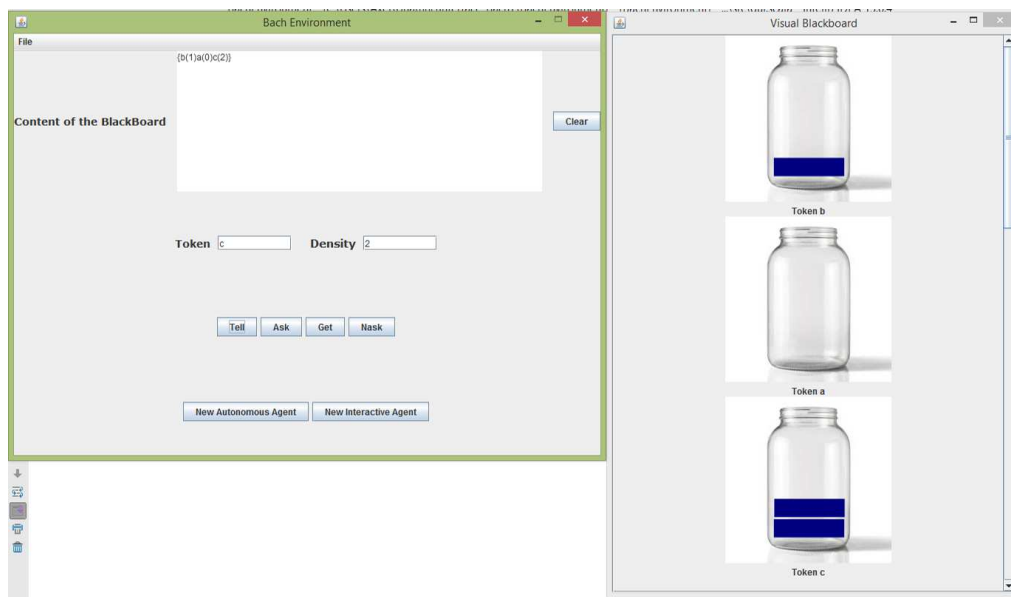 Bach Environment
File
{b(1)a(0)c(2)}
Content of the BlackBoard
Clear
Token c Density 2
Tell Ask Get Nask
New Autonomous Agent New Interactive Agent
Visual Blackboard
Token b
Token a
Token c